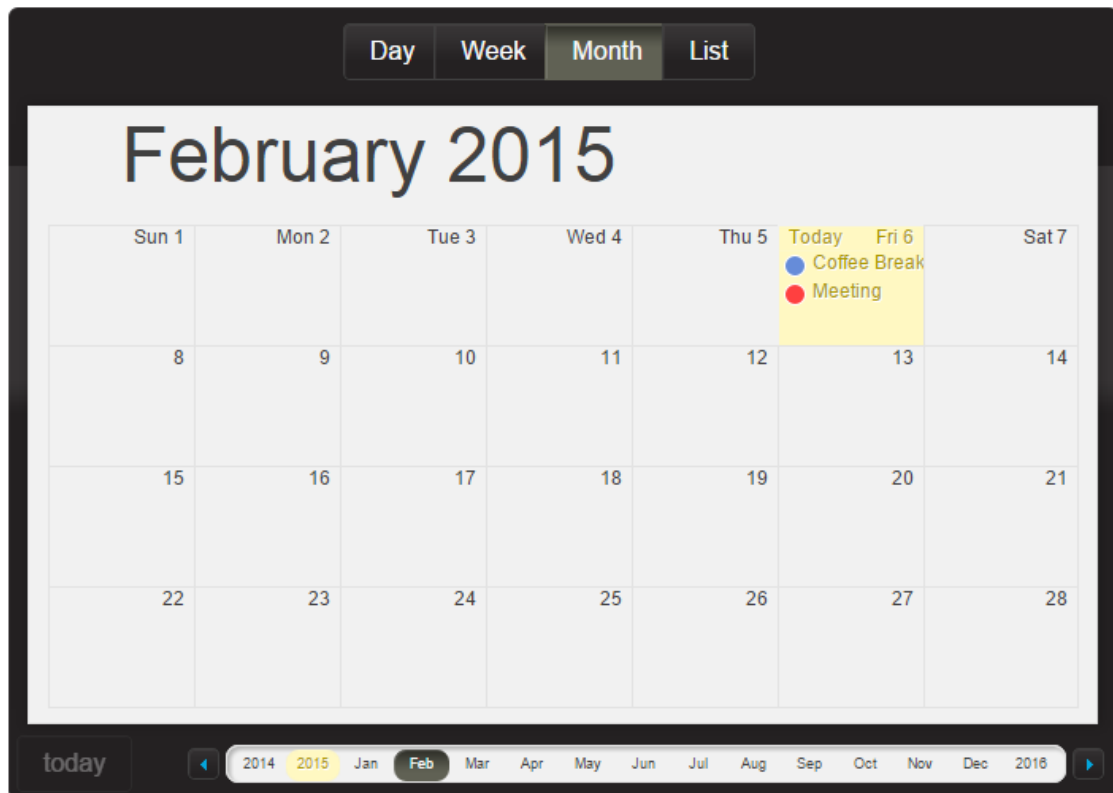 Day Week Month List
February 2015
Sun 1 Mon 2 Tue 3 Wed 4 Thu 5 Today Fri 6 Sat 7
Coffee Break
Meeting
8 9 10 11 12 13 14
15 16 17 18 19 20 21
22 23 24 25 26 27 28
today 2014 2015 Jan Feb Mar Apr May Jun Jul Aug Sep Oct Nov Dec 2016